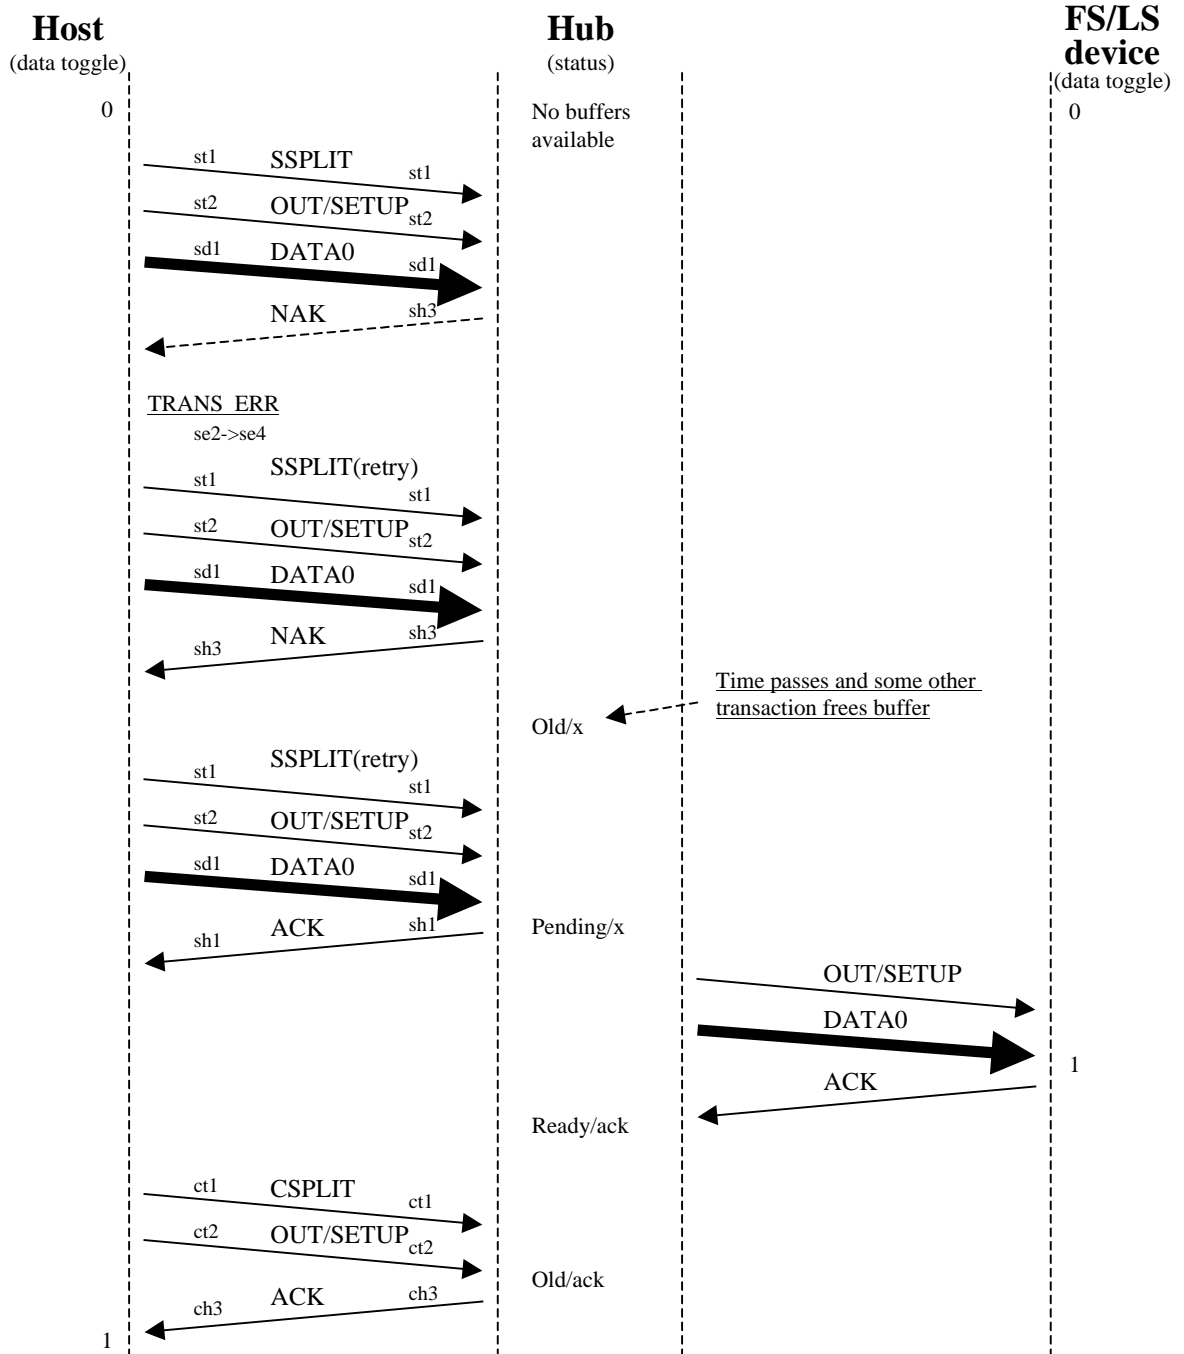 Host
(data toggle)
Hub
(status)
FS/LS
device
(data toggle)
0
No buffers
available
0
st1 SSPLIT st1
st2 OUT/SETUP st2
sd1 DATA0 sd1
NAK sh3
TRANS_ERR
se2->se4
SSPLIT(retry)
st1 st1
st2 OUT/SETUP st2
sd1 DATA0 sd1
NAK sh3
sh3
Time passes and some other
transaction frees buffer
Old/x
SSPLIT(retry)
st1 st1
st2 OUT/SETUP st2
sd1 DATA0 sd1
ACK sh1
sh1
Pending/x
OUT/SETUP
DATA0
1
ACK
Ready/ack
ct1 CSPLIT ct1
ct2 OUT/SETUP ct2
Old/ack
ACK ch3
ch3
1